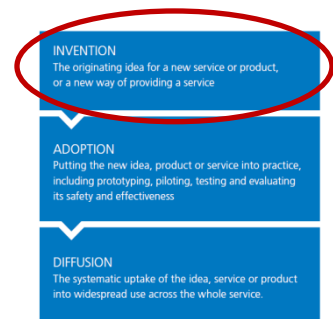 INVENTION
The originating idea for a new service or product,
or a new way of providing a service
ADOPTION
Putting the new idea, product or service into practice,
including prototyping, piloting, testing and evaluating
its safety and effectiveness
DIFFUSION
The systematic uptake of the idea, service or product
into widespread use across the whole service.